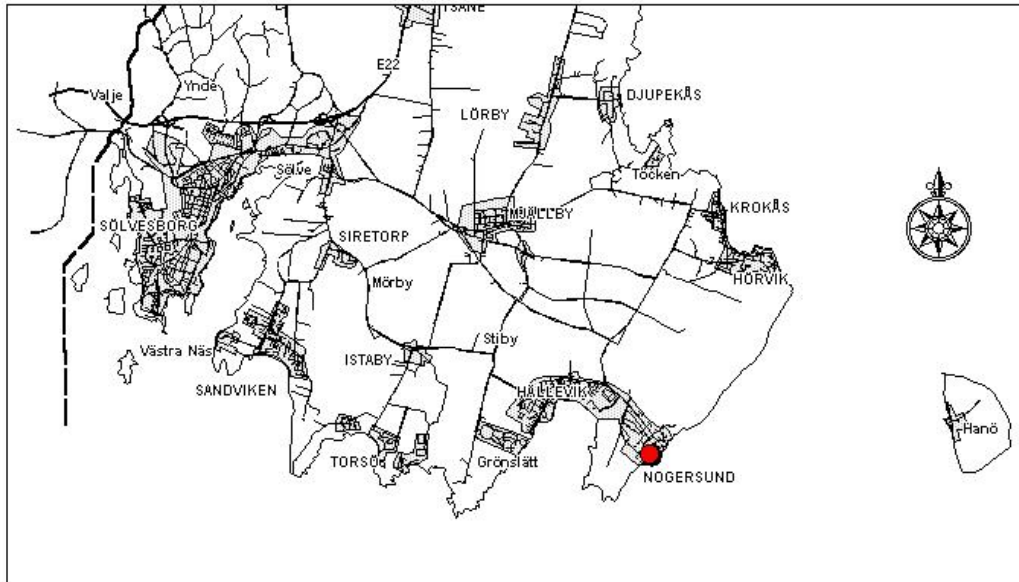 TSANE
E22
Ynde
Valje
DJUPEKÅS
LÖRBY
Sölve
Tocken
KROKÅS
MJÄLLBY
SÖLVESBORG
SIRETORP
HÖRVIK
Mörby
Stiby
Västra Näs
ISTABY
SANDVIKEN
HÄLLEVIK
Hanö
TORSÖ
Grönslätt
NOGERSUND